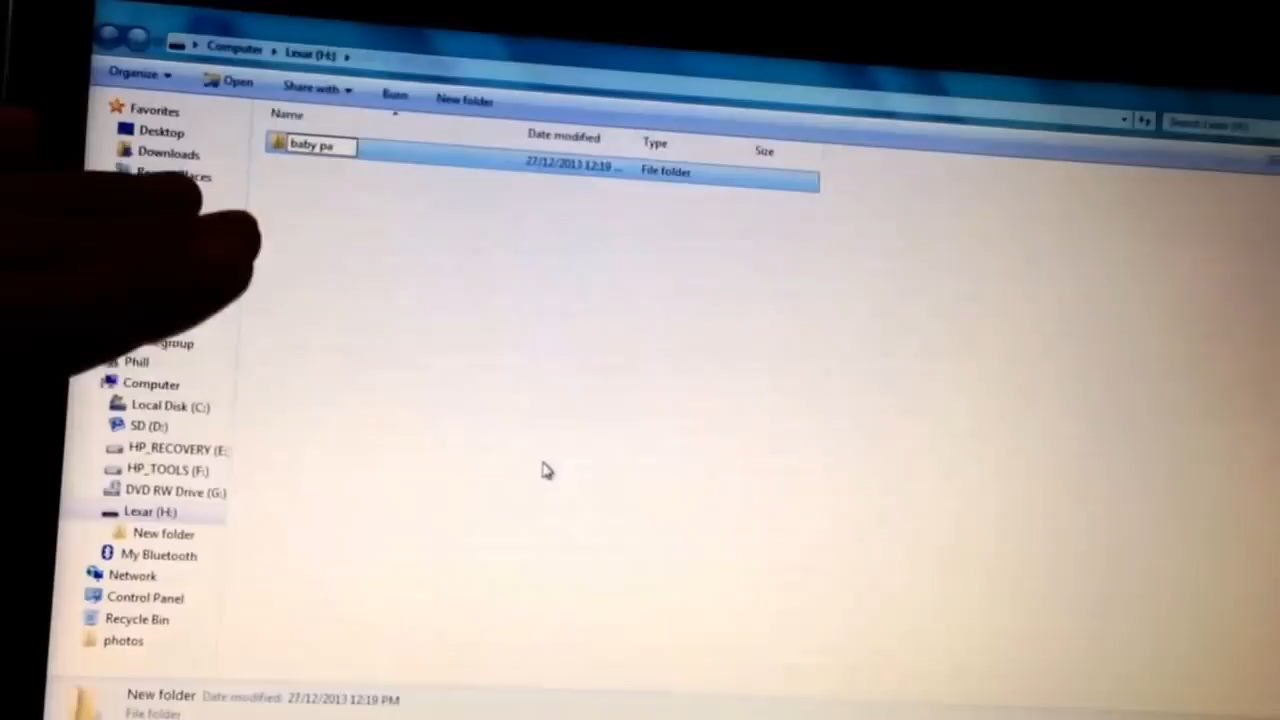 Computer Lexar (H:)
Organize Open Share with Burn New folder
Name Date modified Type Size
baby pa 27/12/2013 12:19 ... File folder
Favorites
Desktop
Downloads
Phill
Computer
Local Disk (C:)
SD (D:)
HP_RECOVERY (E:
HP_TOOLS (F:)
DVD RW Drive (G:)
Lexar (H:)
New folder
My Bluetooth
Network
Control Panel
Recycle Bin
photos
New folder Date modified: 27/12/2013 12:19 PM
File folder